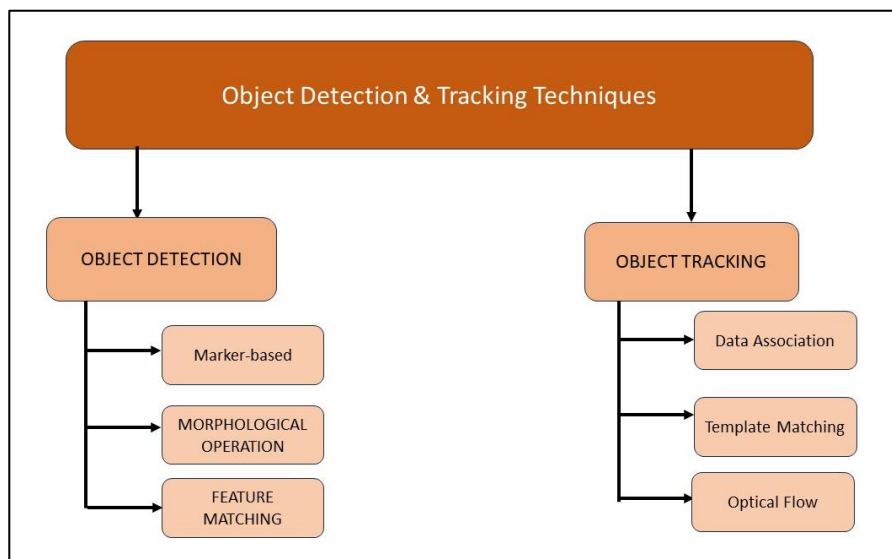 Object Detection & Tracking Techniques
OBJECT DETECTION
Marker-based
MORPHOLOGICAL
OPERATION
FEATURE
MATCHING
OBJECT TRACKING
Data Association
Template Matching
Optical Flow